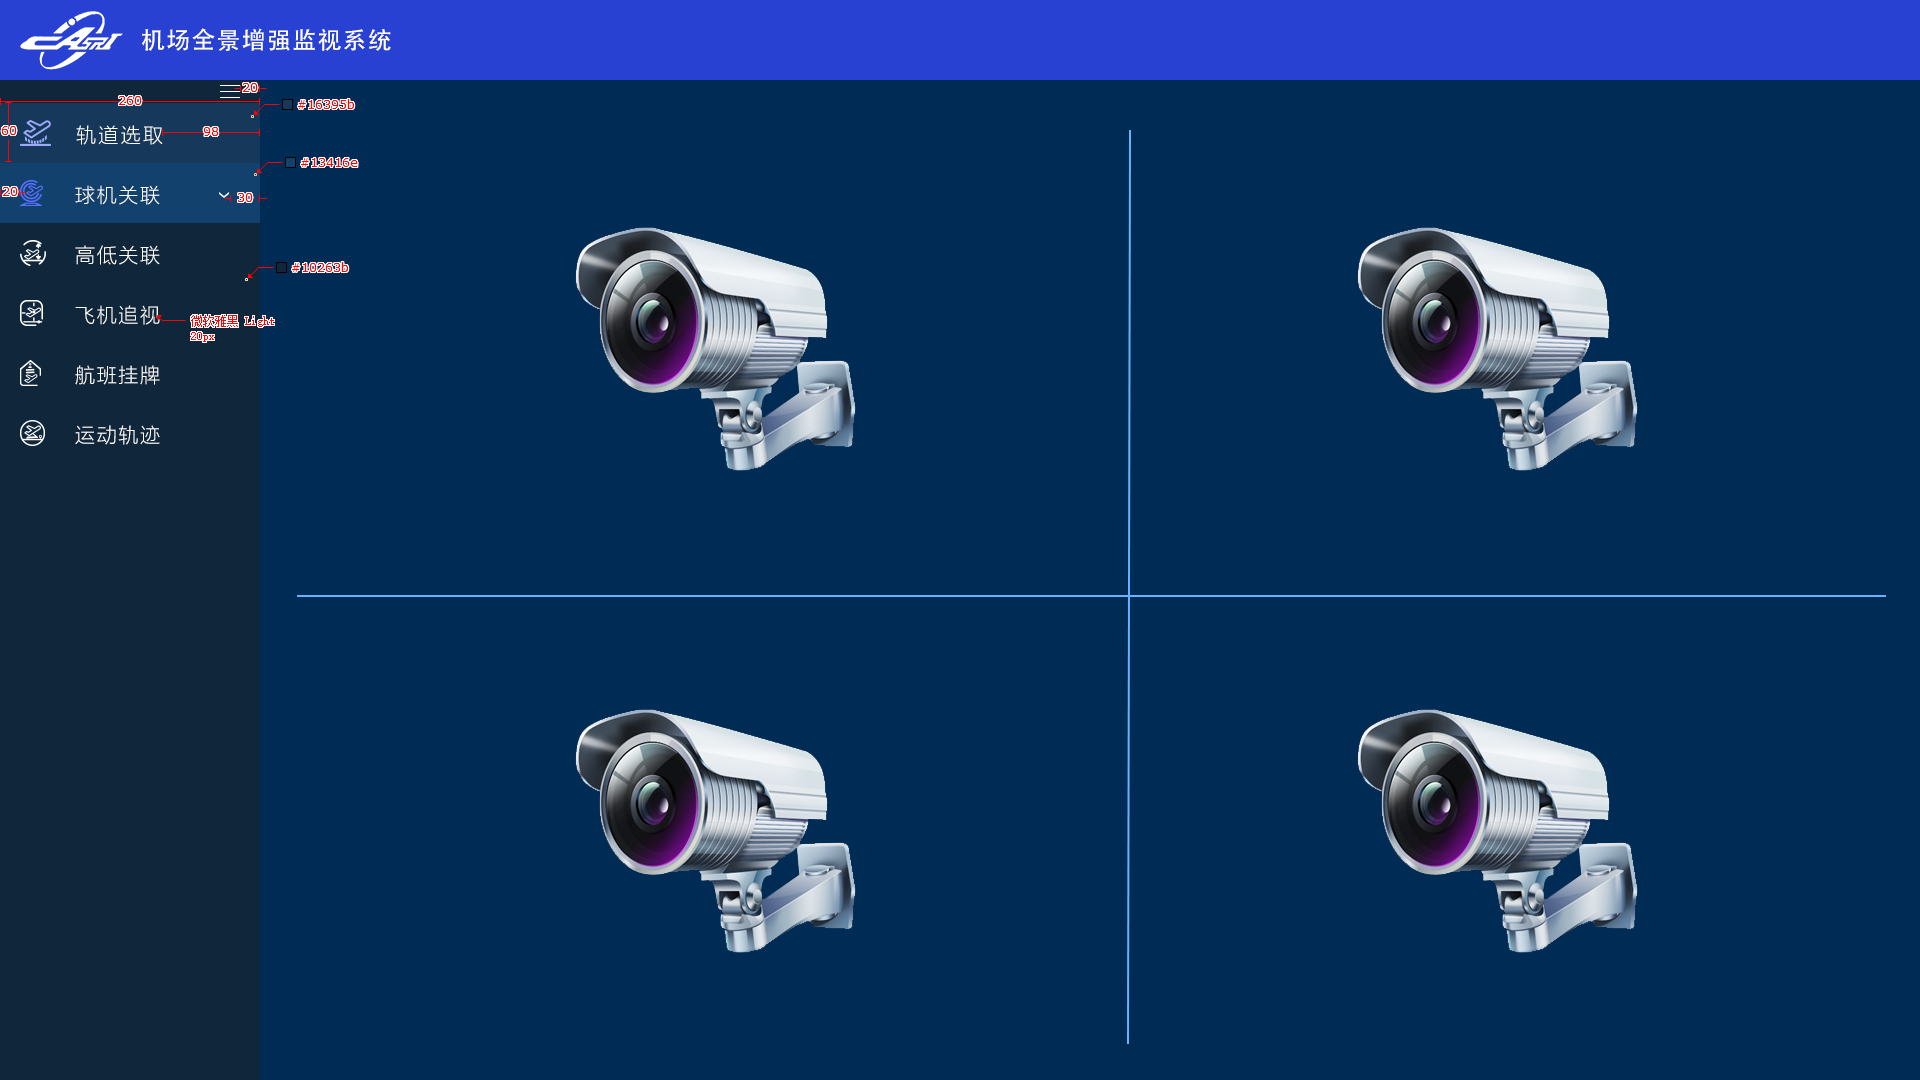 机场全景增强监视系统
20
260
#16395b
60
轨道选取
98
#13416e
20
球机关联
30
高低关联
#10263b
飞机追视
微软雅黑 Light
20px
航班挂牌
运动轨迹